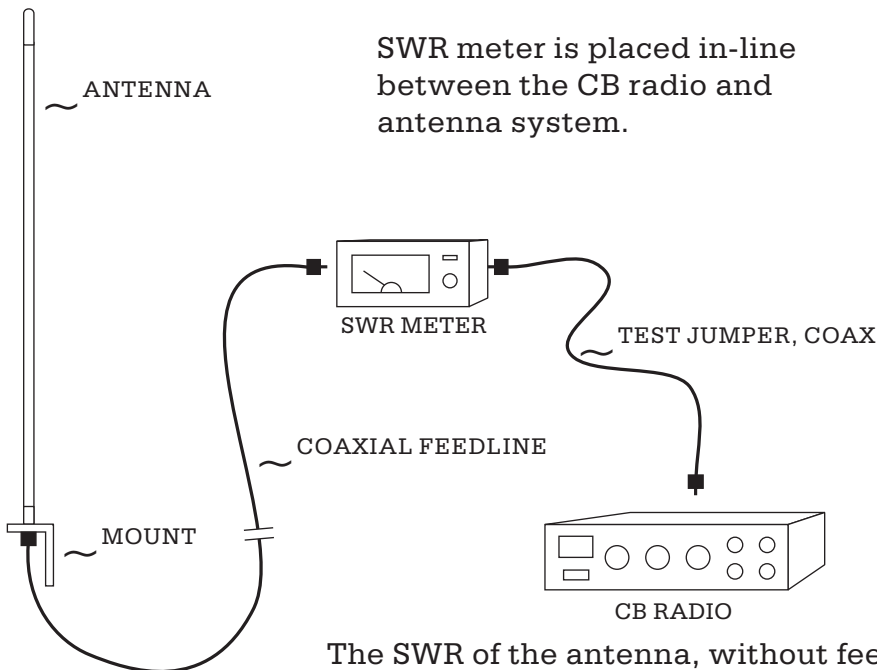 SWR meter is placed in-line
between the CB radio and
antenna system.
ANTENNA
SWR METER
TEST JUMPER, COAX
COAXIAL FEEDLINE
MOUNT
CB RADIO
The SWR of the antenna, without